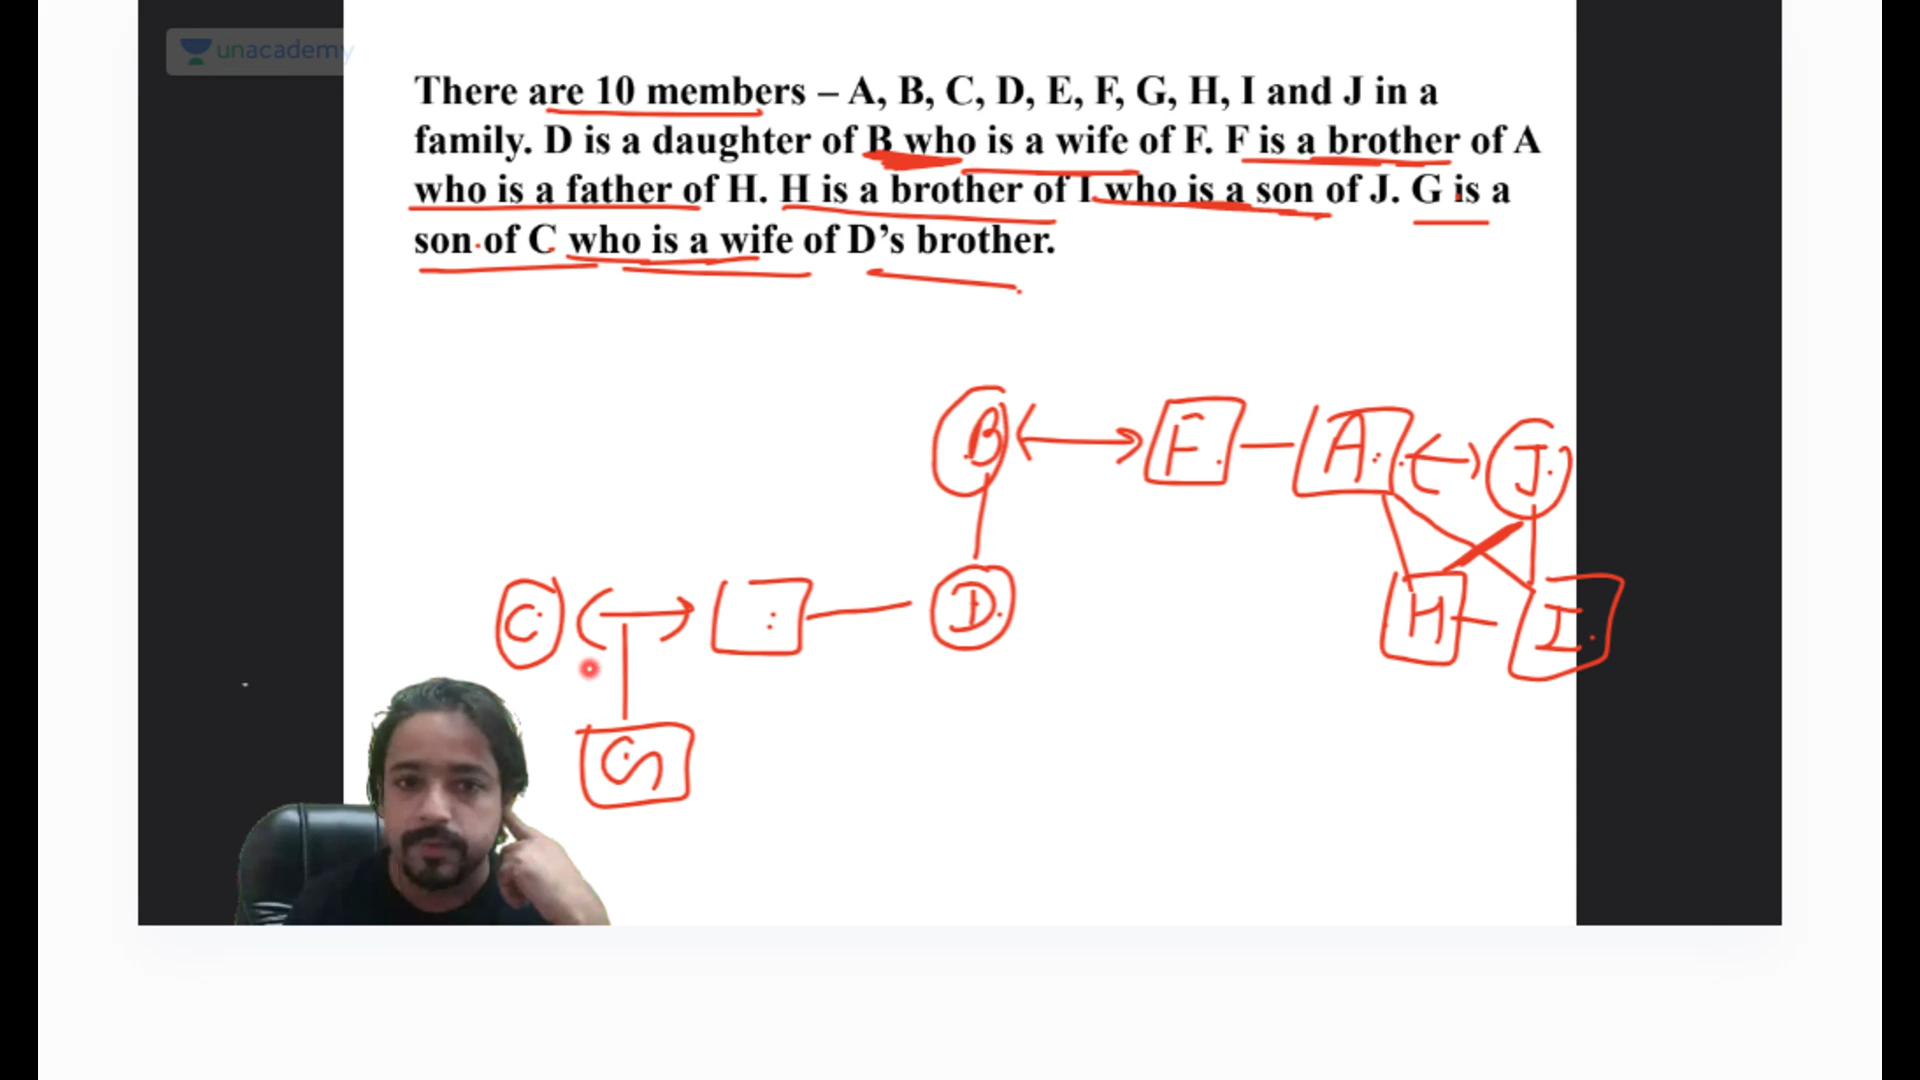 unacademy
There are 10 members – A, B, C, D, E, F, G, H, I and J in a
family. D is a daughter of B who is a wife of F. F is a brother of A
who is a father of H. H is a brother of I who is a son of J. G is a
son of C who is a wife of D’s brother.
B F A J
C D H I
G